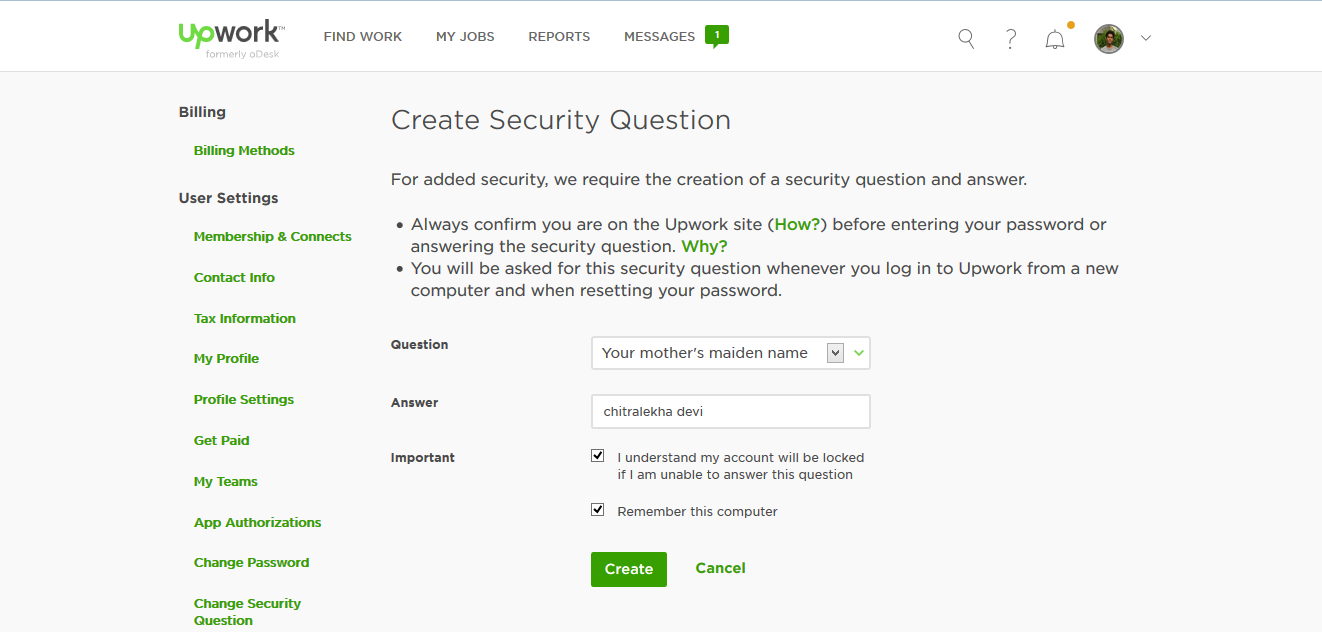 upwork™
formerly oDesk
FIND WORK
MY JOBS
REPORTS
MESSAGES
1
Billing
Billing Methods
User Settings
Membership & Connects
Contact Info
Tax Information
My Profile
Profile Settings
Get Paid
My Teams
App Authorizations
Change Password
Change Security
Question
Create Security Question
For added security, we require the creation of a security question and answer.
• Always confirm you are on the Upwork site (How?) before entering your password or
answering the security question. Why?
• You will be asked for this security question whenever you log in to Upwork from a new
computer and when resetting your password.
Question
Your mother's maiden name
Answer
chitralekha devi
Important
I understand my account will be locked
if I am unable to answer this question
Remember this computer
Create
Cancel